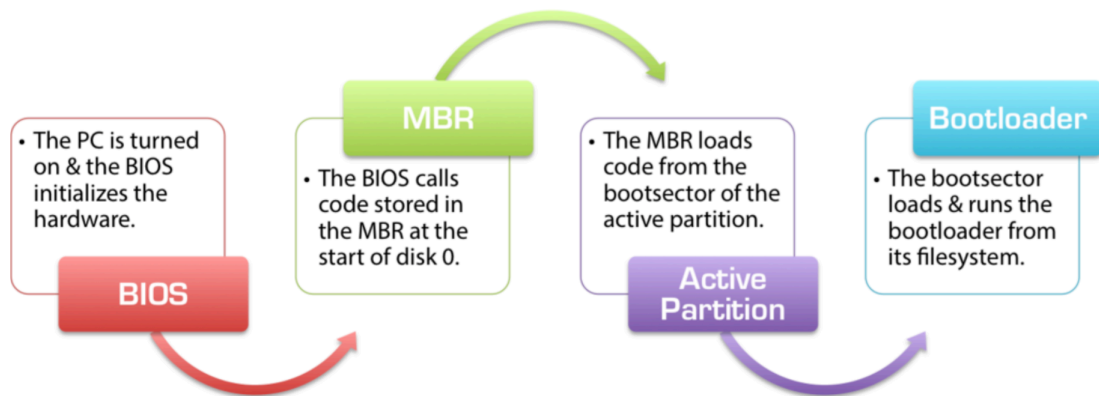 BIOS
• The PC is turned
on & the BIOS
initializes the
hardware.
MBR
• The BIOS calls
code stored in
the MBR at the
start of disk 0.
• The MBR loads
code from the
bootsector of the
active partition.
Active
Partition
Bootloader
• The bootsector
loads & runs the
bootloader from
its filesystem.